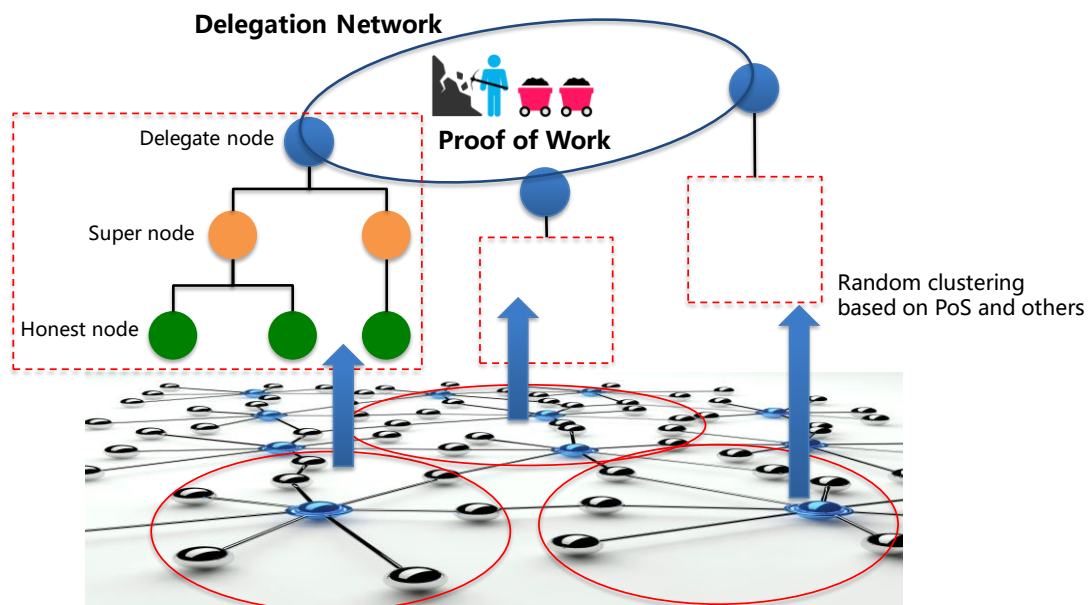 Delegation Network
Proof of Work
Delegate node
Super node
Honest node
Random clustering
based on PoS and others